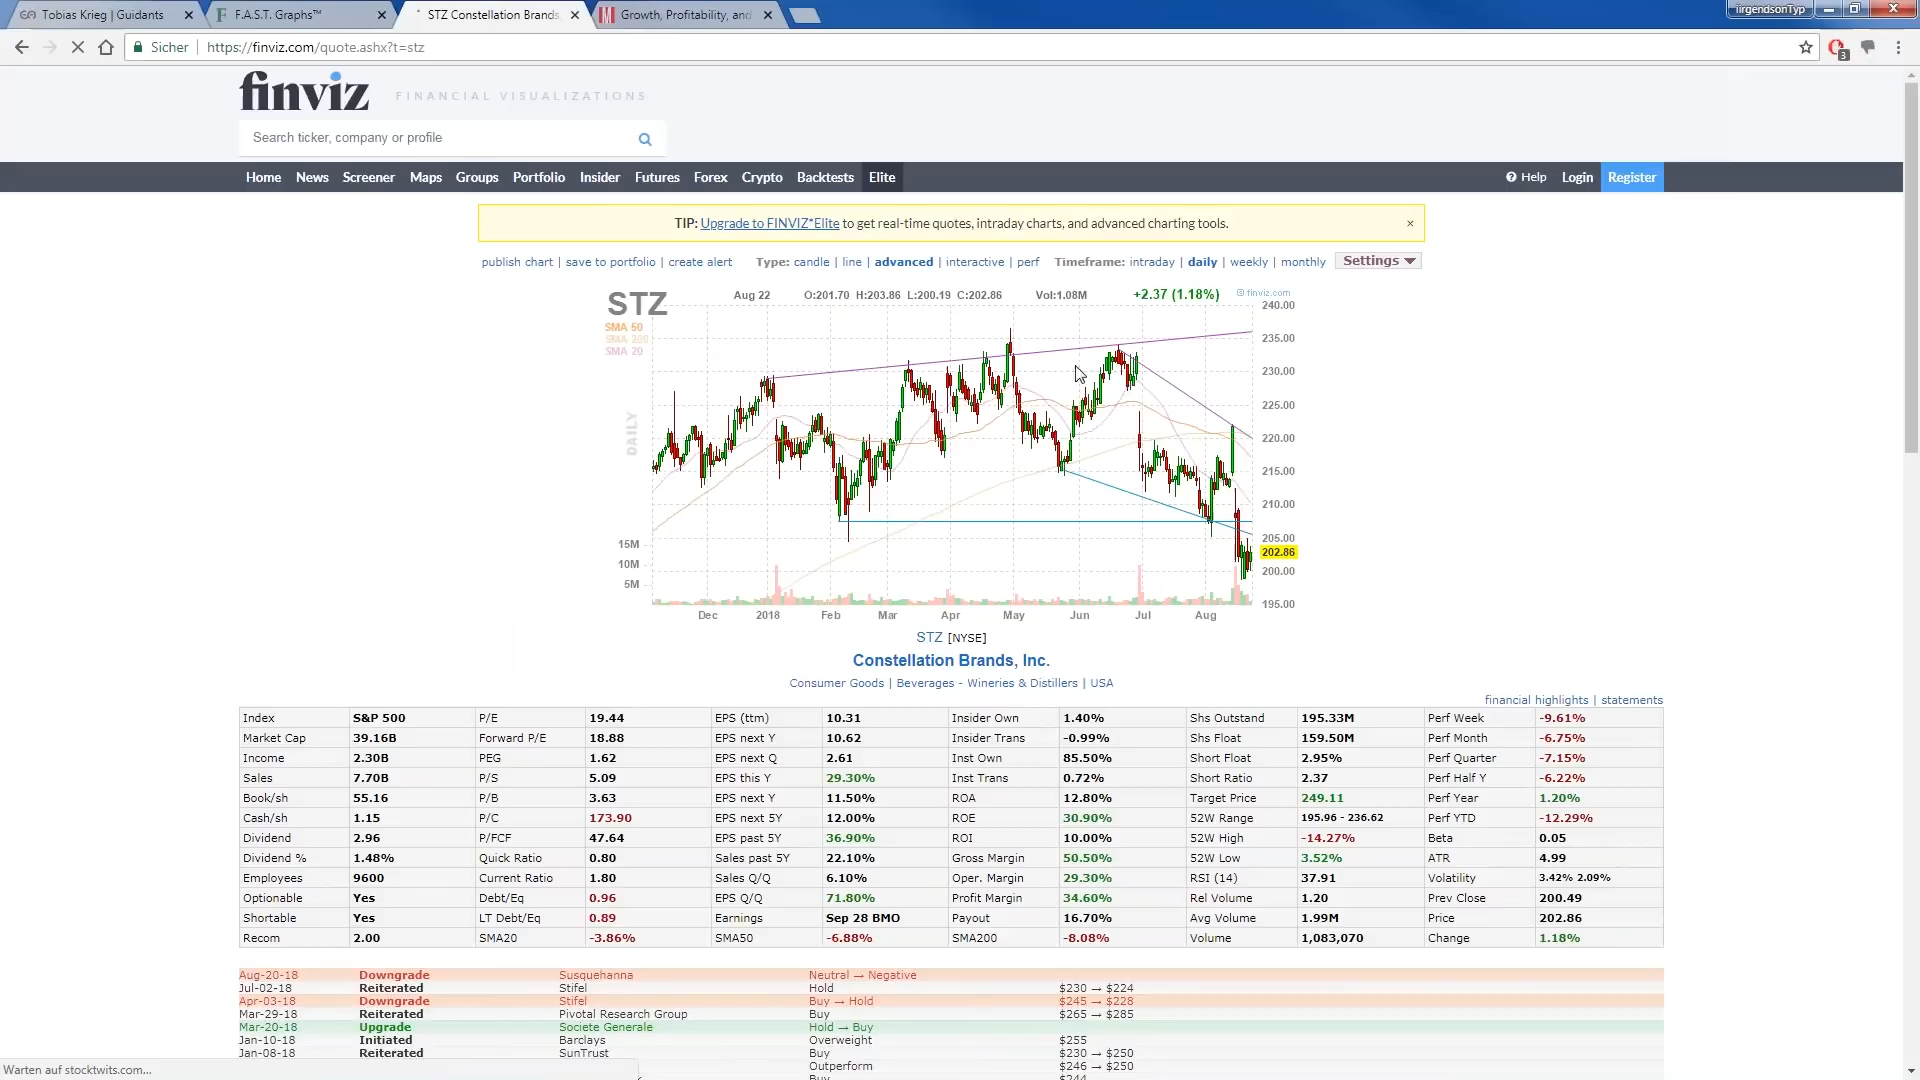 Tobias Krieg | Guidants
F.A.S.T. Graphs™
STZ Constellation Brands
Growth, Profitability, and
iirgendsonTyp
Sicher
https://finviz.com/quote.ashx?t=stz
3
finviz
FINANCIAL VISUALIZATIONS
Search ticker, company or profile
Home News Screener Maps Groups Portfolio Insider Futures Forex Crypto Backtests Elite
Help Login Register
TIP: Upgrade to FINVIZ*Elite to get real-time quotes, intraday charts, and advanced charting tools. ×
publish chart | save to portfolio | create alert Type: candle | line | advanced | interactive | perf Timeframe: intraday | daily | weekly | monthly Settings
STZ Aug 22 O:201.70 H:203.86 L:200.19 C:202.86 Vol:1.08M +2.37 (1.18%) © finviz.com
SMA 50
SMA 200
SMA 20
DAILY
240.00
235.00
230.00
225.00
220.00
215.00
210.00
205.00
202.86
200.00
195.00
15M
10M
5M
Dec 2018 Feb Mar Apr May Jun Jul Aug
STZ [NYSE]
Constellation Brands, Inc.
Consumer Goods | Beverages - Wineries & Distillers | USA
financial highlights | statements
Index S&P 500 P/E 19.44 EPS (ttm) 10.31 Insider Own 1.40% Shs Outstand 195.33M Perf Week -9.61%
Market Cap 39.16B Forward P/E 18.88 EPS next Y 10.62 Insider Trans -0.99% Shs Float 159.50M Perf Month -6.75%
Income 2.30B PEG 1.62 EPS next Q 2.61 Inst Own 85.50% Short Float 2.95% Perf Quarter -7.15%
Sales 7.70B P/S 5.09 EPS this Y 29.30% Inst Trans 0.72% Short Ratio 2.37 Perf Half Y -6.22%
Book/sh 55.16 P/B 3.63 EPS next Y 11.50% ROA 12.80% Target Price 249.11 Perf Year 1.20%
Cash/sh 1.15 P/C 173.90 EPS next 5Y 12.00% ROE 30.90% 52W Range 195.96 - 236.62 Perf YTD -12.29%
Dividend 2.96 P/FCF 47.64 EPS past 5Y 36.90% ROI 10.00% 52W High -14.27% Beta 0.05
Dividend % 1.48% Quick Ratio 0.80 Sales past 5Y 22.10% Gross Margin 50.50% 52W Low 3.52% ATR 4.99
Employees 9600 Current Ratio 1.80 Sales Q/Q 6.10% Oper. Margin 29.30% RSI (14) 37.91 Volatility 3.42% 2.09%
Optionable Yes Debt/Eq 0.96 EPS Q/Q 71.80% Profit Margin 34.60% Rel Volume 1.20 Prev Close 200.49
Shortable Yes LT Debt/Eq 0.89 Earnings Sep 28 BMO Payout 16.70% Avg Volume 1.99M Price 202.86
Recom 2.00 SMA20 -3.86% SMA50 -6.88% SMA200 -8.08% Volume 1,083,070 Change 1.18%
Aug-20-18 Downgrade Susquehanna Neutral → Negative
Jul-02-18 Reiterated Stifel Hold $230 → $224
Apr-03-18 Downgrade Stifel Buy → Hold $245 → $228
Mar-29-18 Reiterated Pivotal Research Group Buy $265 → $285
Mar-20-18 Upgrade Societe Generale Hold → Buy
Jan-10-18 Initiated Barclays Overweight $255
Jan-08-18 Reiterated SunTrust Buy $230 → $250
Outperform $246 → $250
Buy $244
Warten auf stocktwits.com...